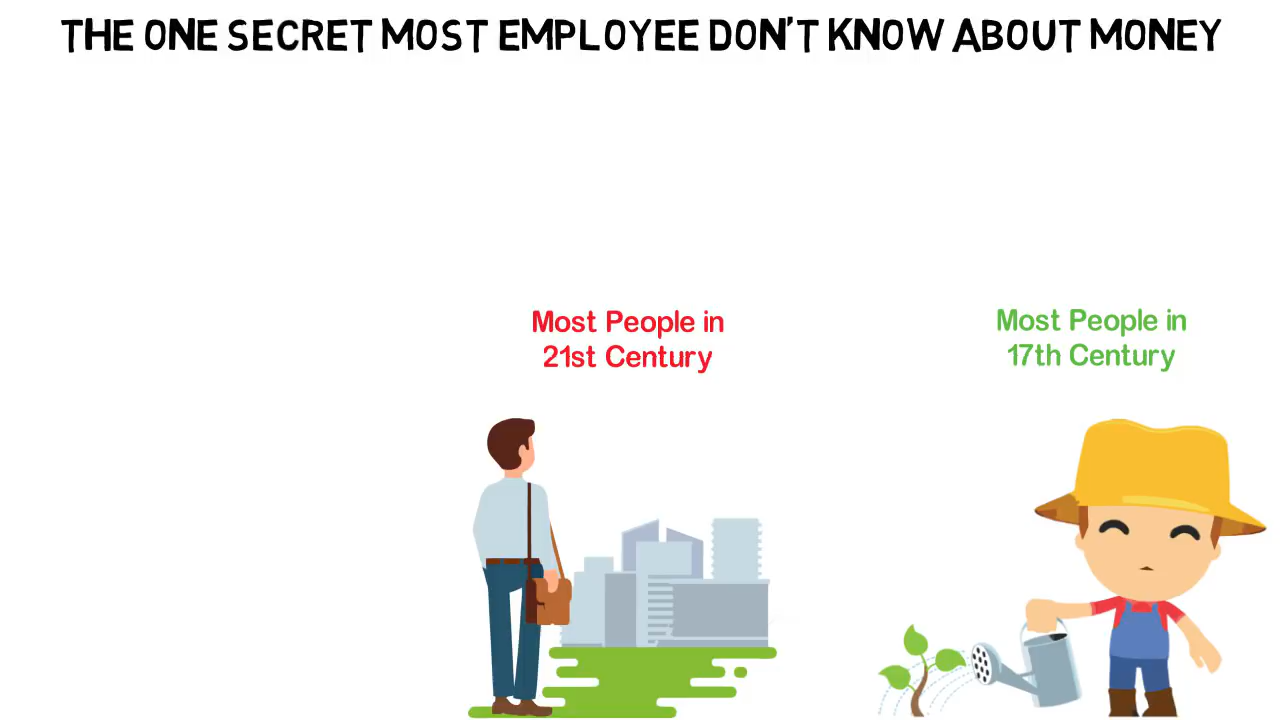 THE ONE SECRET MOST EMPLOYEE DON'T KNOW ABOUT MONEY
Most People in
21st Century
Most People in
17th Century